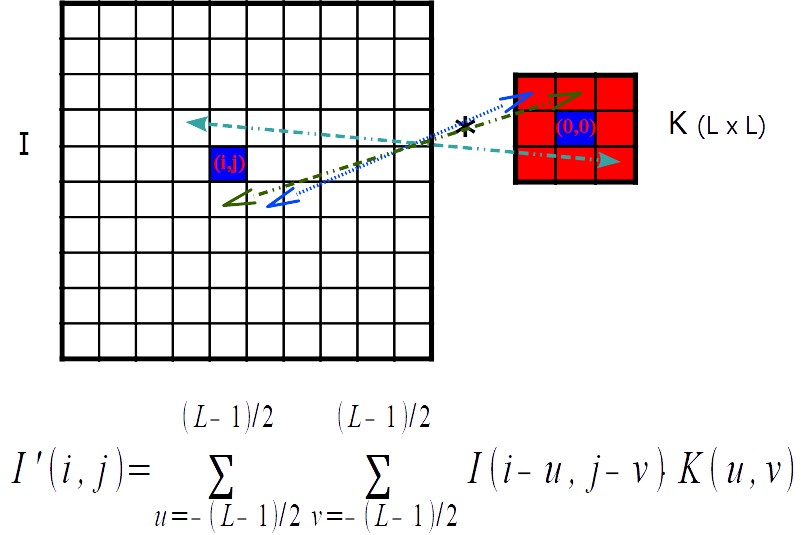 I
(i,j)
*
(0,0)
K (L x L)
(L-1)/2 (L-1)/2
I'(i,j)= ∑ ∑ I(i-u,j-v)·K(u,v)
u=-(L-1)/2 v=-(L-1)/2